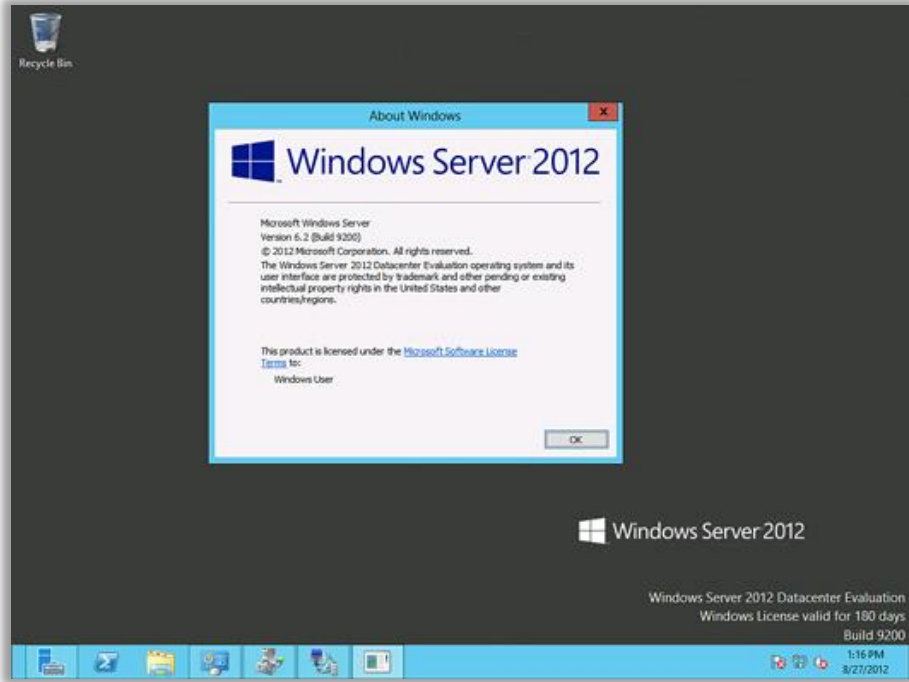 Recycle Bin
About Windows
Windows Server 2012
Microsoft Windows Server
Version 6.2 (Build 9200)
© 2012 Microsoft Corporation. All rights reserved.
The Windows Server 2012 Datacenter Evaluation operating system and its
user interface are protected by trademark and other pending or existing
intellectual property rights in the United States and other
countries/regions.
This product is licensed under the Microsoft Software License
Terms to:
Windows User
OK
Windows Server 2012
Windows Server 2012 Datacenter Evaluation
Windows License valid for 180 days
Build 9200
1:16 PM
8/27/2012